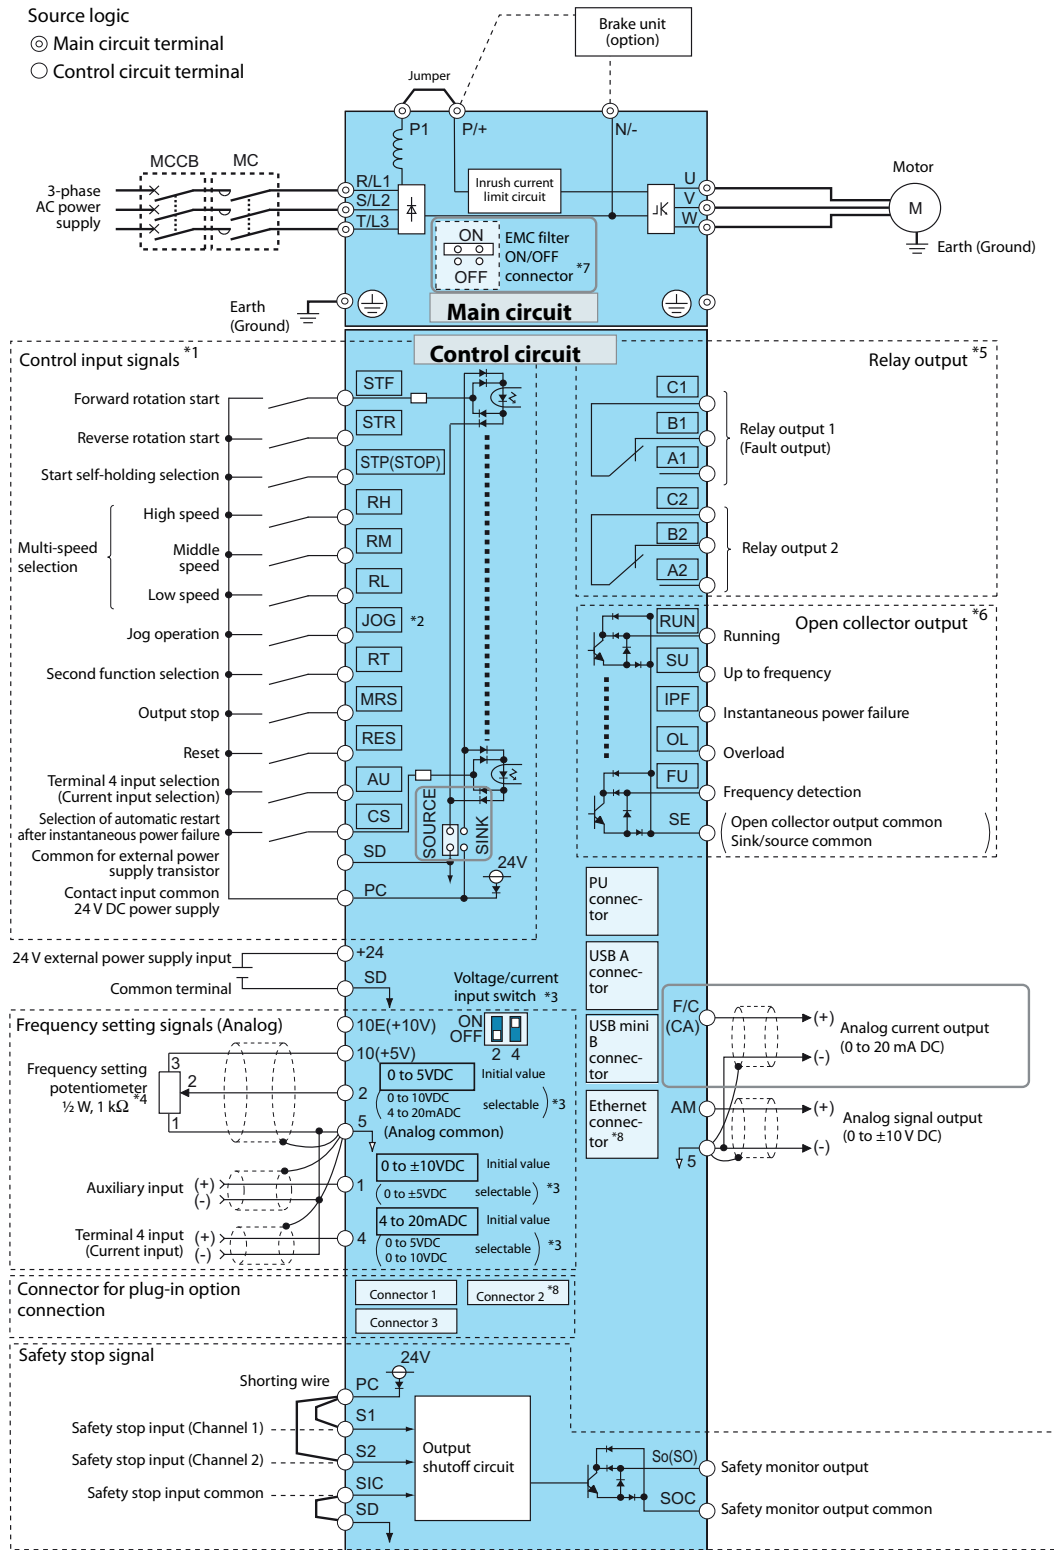 Source logic
Main circuit terminal
Control circuit terminal
Brake unit
(option)
Jumper
P1
P/+
N/-
MCCB
MC
3-phase
AC power
supply
R/L1
S/L2
T/L3
Inrush current
limit circuit
U
V
W
Motor
M
Earth (Ground)
ON
OFF
EMC filter
ON/OFF
connector *7
Earth
(Ground)
Main circuit
Control circuit
Control input signals *1
Forward rotation start
STF
Reverse rotation start
STR
Start self-holding selection
STP(STOP)
Multi-speed
selection
High speed
RH
Middle
speed
RM
Low speed
RL
Jog operation
JOG *2
Second function selection
RT
Output stop
MRS
Reset
RES
Terminal 4 input selection
(Current input selection)
AU
Selection of automatic restart
after instantaneous power failure
CS
Common for external power
supply transistor
SD
Contact input common
24 V DC power supply
PC
SOURCE
SINK
24V
Relay output *5
C1
B1
A1
Relay output 1
(Fault output)
C2
B2
A2
Relay output 2
Open collector output *6
RUN
Running
SU
Up to frequency
IPF
Instantaneous power failure
OL
Overload
FU
Frequency detection
SE
Open collector output common
Sink/source common
PU
connec-
tor
USB A
connec-
tor
USB mini
B
connec-
tor
Ethernet
connec-
tor *8
24 V external power supply input
+24
Common terminal
SD
Voltage/current
input switch *3
ON
OFF
2 4
Frequency setting signals (Analog)
10E(+10V)
10(+5V)
Frequency setting
potentiometer
½ W, 1 kΩ *4
3
2
1
2
0 to 5VDC
Initial value
0 to 10VDC
4 to 20mADC
selectable *3
5
(Analog common)
Auxiliary input
(+)
(-)
1
0 to ±10VDC
Initial value
0 to ±5VDC
selectable *3
Terminal 4 input
(Current input)
(+)
(-)
4
4 to 20mADC
Initial value
0 to 5VDC
0 to 10VDC
selectable *3
F/C
(CA)
(+)
(-)
Analog current output
(0 to 20 mA DC)
AM
5
(+)
(-)
Analog signal output
(0 to ±10 V DC)
Connector for plug-in option
connection
Connector 1
Connector 2 *8
Connector 3
Safety stop signal
24V
Shorting wire
PC
S1
Safety stop input (Channel 1)
S2
Safety stop input (Channel 2)
SIC
Safety stop input common
SD
Output
shutoff circuit
So(SO)
Safety monitor output
SOC
Safety monitor output common